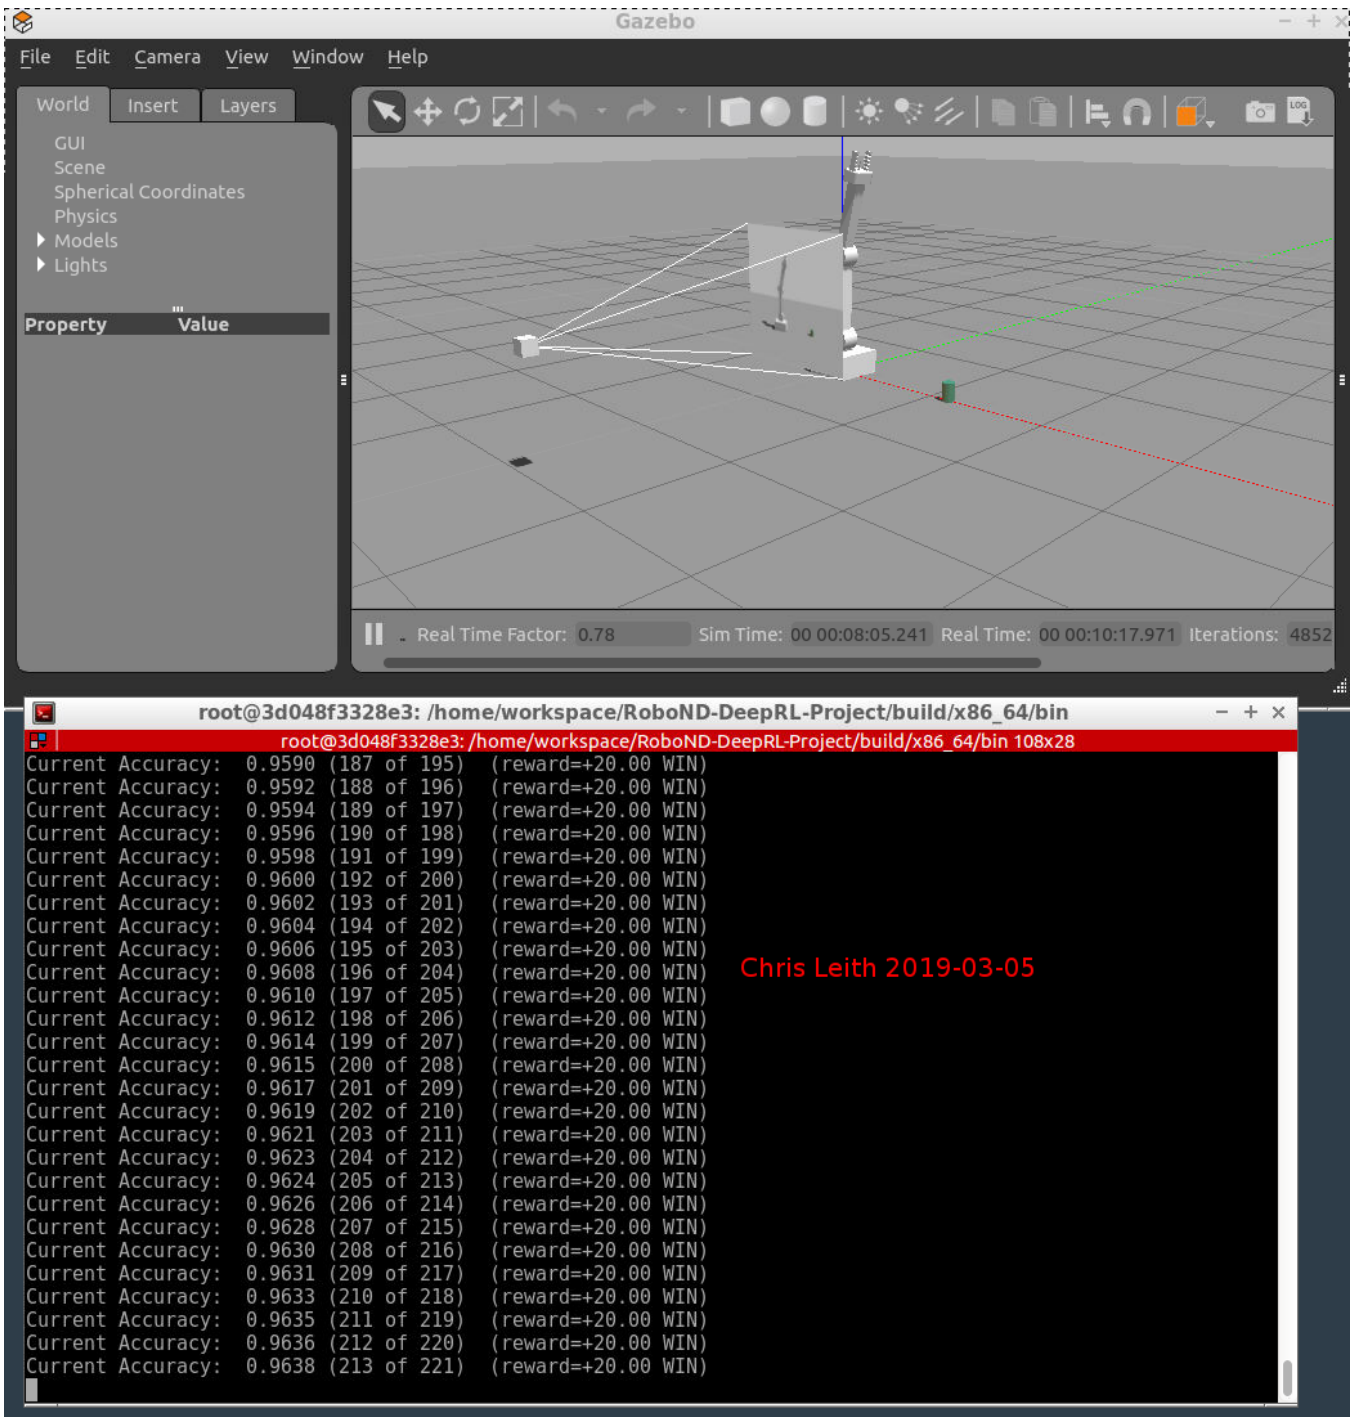 Gazebo
File Edit Camera View Window Help
World Insert Layers
LOG
GUI
Scene
Spherical Coordinates
Physics
Models
Lights
Property Value
Real Time Factor: 0.78 Sim Time: 00 00:08:05.241 Real Time: 00 00:10:17.971 Iterations: 4852
root@3d048f3328e3: /home/workspace/RoboND-DeepRL-Project/build/x86_64/bin
root@3d048f3328e3: /home/workspace/RoboND-DeepRL-Project/build/x86_64/bin 108x28
Current Accuracy: 0.9590 (187 of 195) (reward=+20.00 WIN)
Current Accuracy: 0.9592 (188 of 196) (reward=+20.00 WIN)
Current Accuracy: 0.9594 (189 of 197) (reward=+20.00 WIN)
Current Accuracy: 0.9596 (190 of 198) (reward=+20.00 WIN)
Current Accuracy: 0.9598 (191 of 199) (reward=+20.00 WIN)
Current Accuracy: 0.9600 (192 of 200) (reward=+20.00 WIN)
Current Accuracy: 0.9602 (193 of 201) (reward=+20.00 WIN)
Current Accuracy: 0.9604 (194 of 202) (reward=+20.00 WIN)
Current Accuracy: 0.9606 (195 of 203) (reward=+20.00 WIN)
Current Accuracy: 0.9608 (196 of 204) (reward=+20.00 WIN)
Chris Leith 2019-03-05
Current Accuracy: 0.9610 (197 of 205) (reward=+20.00 WIN)
Current Accuracy: 0.9612 (198 of 206) (reward=+20.00 WIN)
Current Accuracy: 0.9614 (199 of 207) (reward=+20.00 WIN)
Current Accuracy: 0.9615 (200 of 208) (reward=+20.00 WIN)
Current Accuracy: 0.9617 (201 of 209) (reward=+20.00 WIN)
Current Accuracy: 0.9619 (202 of 210) (reward=+20.00 WIN)
Current Accuracy: 0.9621 (203 of 211) (reward=+20.00 WIN)
Current Accuracy: 0.9623 (204 of 212) (reward=+20.00 WIN)
Current Accuracy: 0.9624 (205 of 213) (reward=+20.00 WIN)
Current Accuracy: 0.9626 (206 of 214) (reward=+20.00 WIN)
Current Accuracy: 0.9628 (207 of 215) (reward=+20.00 WIN)
Current Accuracy: 0.9630 (208 of 216) (reward=+20.00 WIN)
Current Accuracy: 0.9631 (209 of 217) (reward=+20.00 WIN)
Current Accuracy: 0.9633 (210 of 218) (reward=+20.00 WIN)
Current Accuracy: 0.9635 (211 of 219) (reward=+20.00 WIN)
Current Accuracy: 0.9636 (212 of 220) (reward=+20.00 WIN)
Current Accuracy: 0.9638 (213 of 221) (reward=+20.00 WIN)